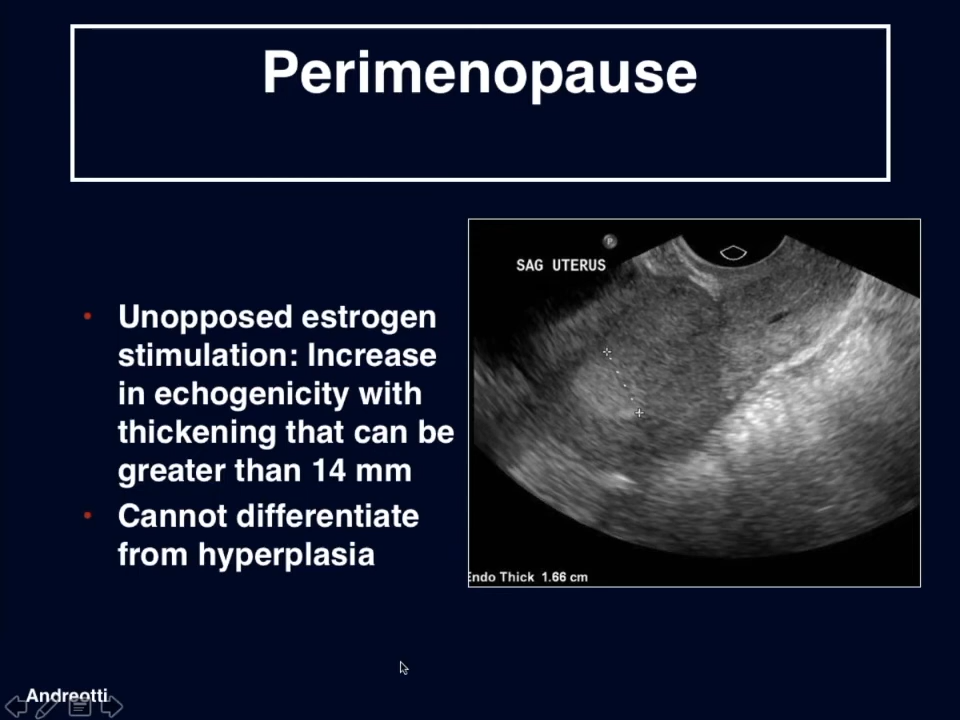 Perimenopause
• Unopposed estrogen
stimulation: Increase
in echogenicity with
thickening that can be
greater than 14 mm
• Cannot differentiate
from hyperplasia
P
SAG UTERUS
Endo Thick 1.66 cm
Andreotti